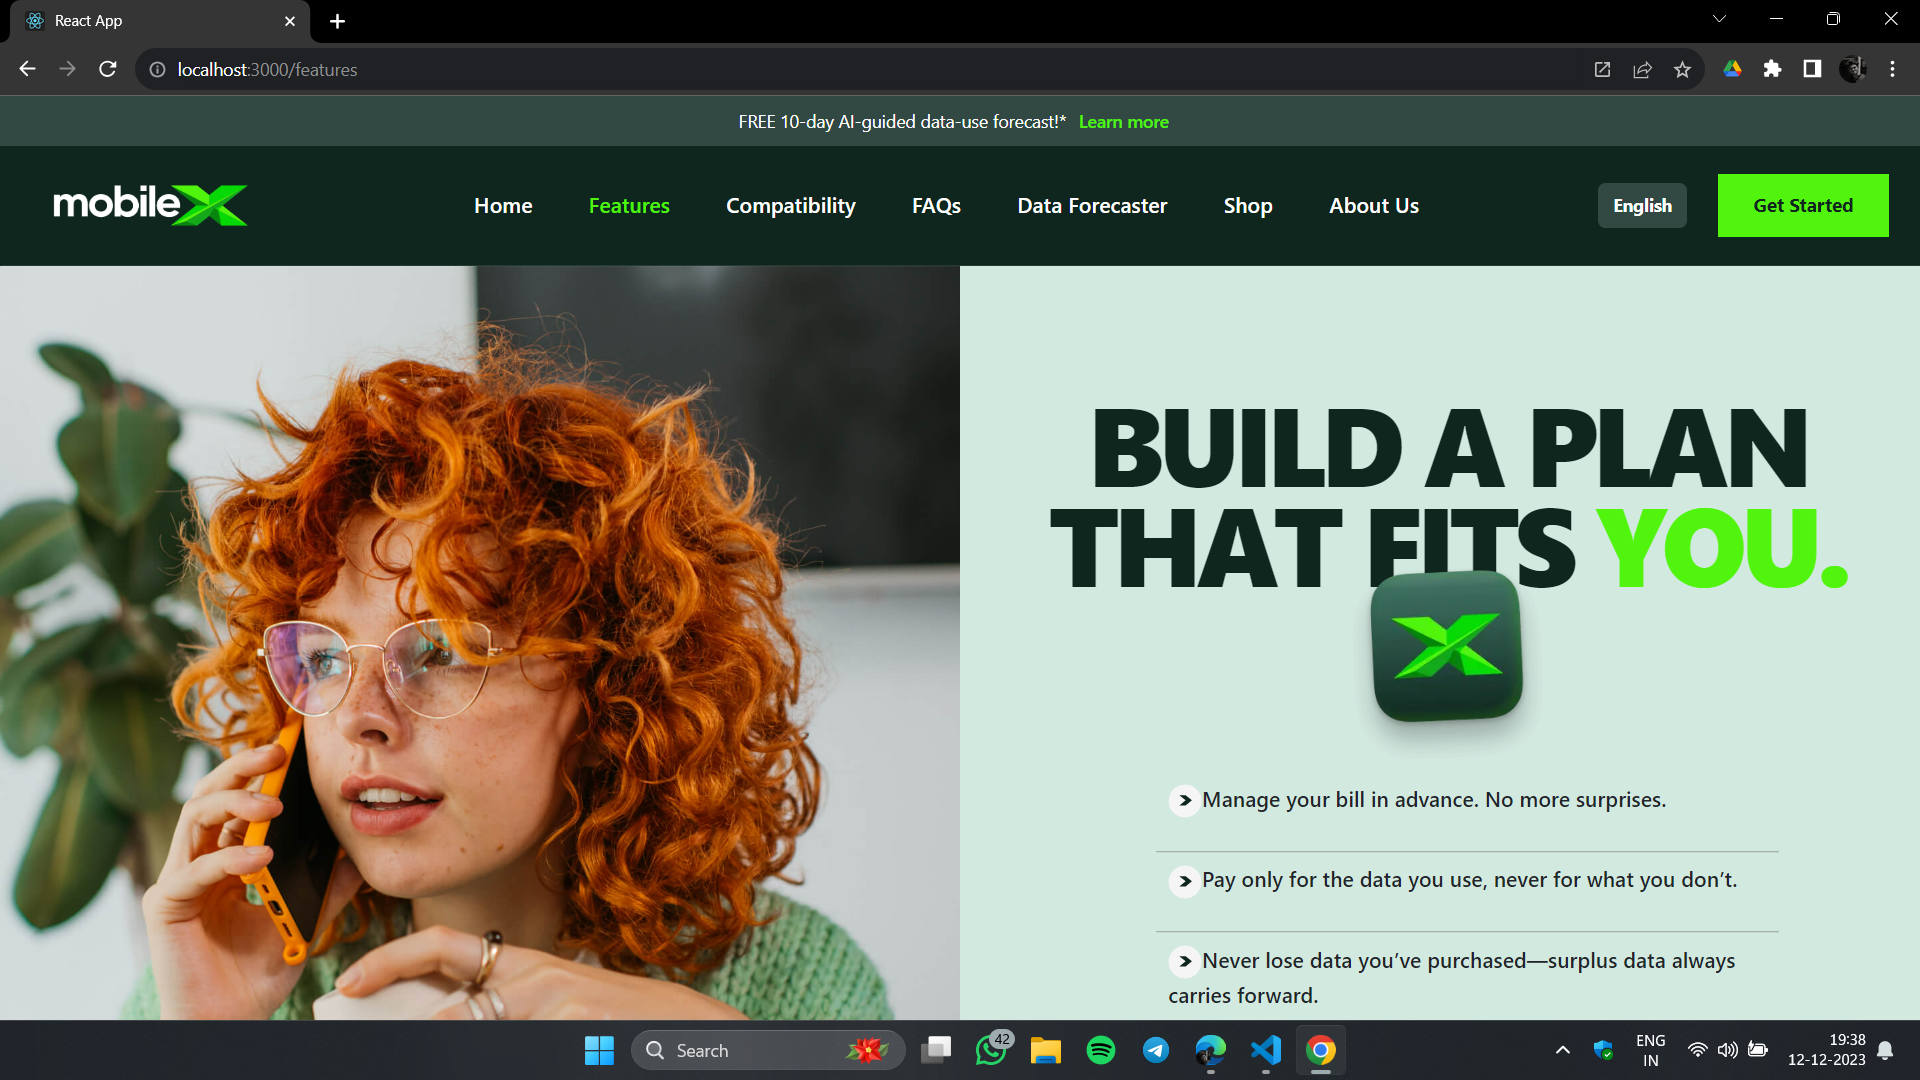 React App
localhost:3000/features
FREE 10-day AI-guided data-use forecast!* Learn more
mobileX
Home Features Compatibility FAQs Data Forecaster Shop About Us English Get Started
BUILD A PLAN
THAT FITS YOU.
Manage your bill in advance. No more surprises.
Pay only for the data you use, never for what you don’t.
Never lose data you’ve purchased—surplus data always
carries forward.
Search
42
ENG
IN
19:38
12-12-2023